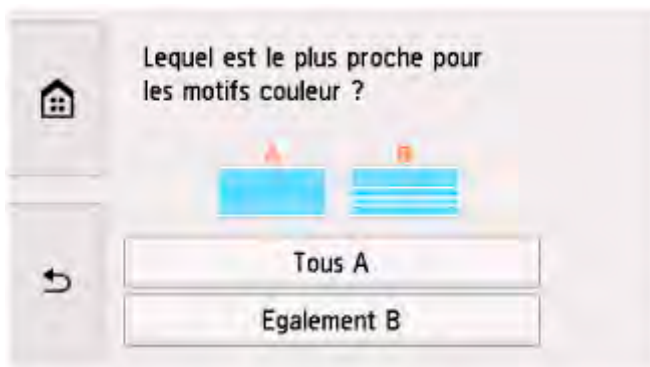 Lequel est le plus proche pour
les motifs couleur ?
A B
Tous A
Egalement B